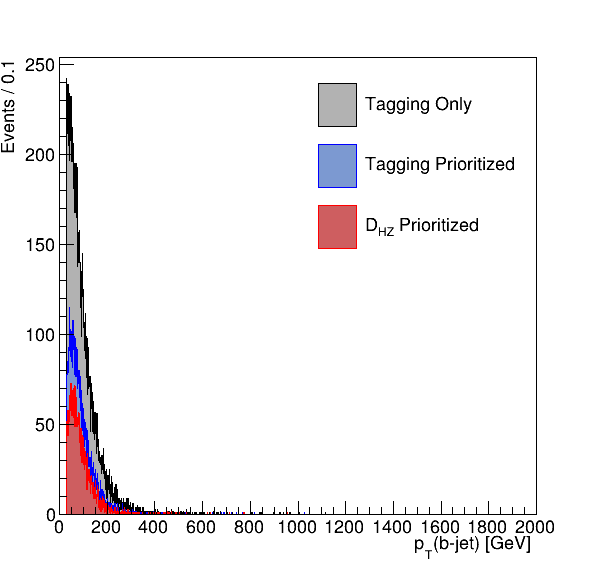 Events / 0.1
250
200
150
100
50
0
Tagging Only
Tagging Prioritized
D_HZ Prioritized
0 200 400 600 800 1000 1200 1400 1600 1800 2000
p_T(b-jet) [GeV]